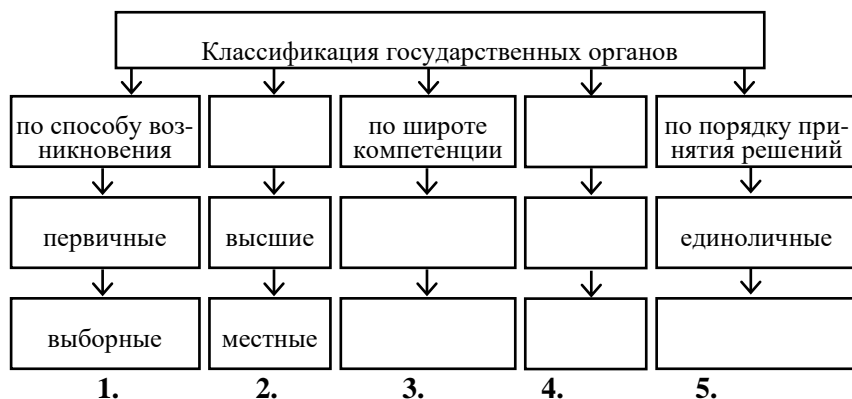 Классификация государственных органов
по способу воз-
никновения
по широте
компетенции
по порядку при-
нятия решений
первичные
высшие
единоличные
выборные
местные
1.
2.
3.
4.
5.